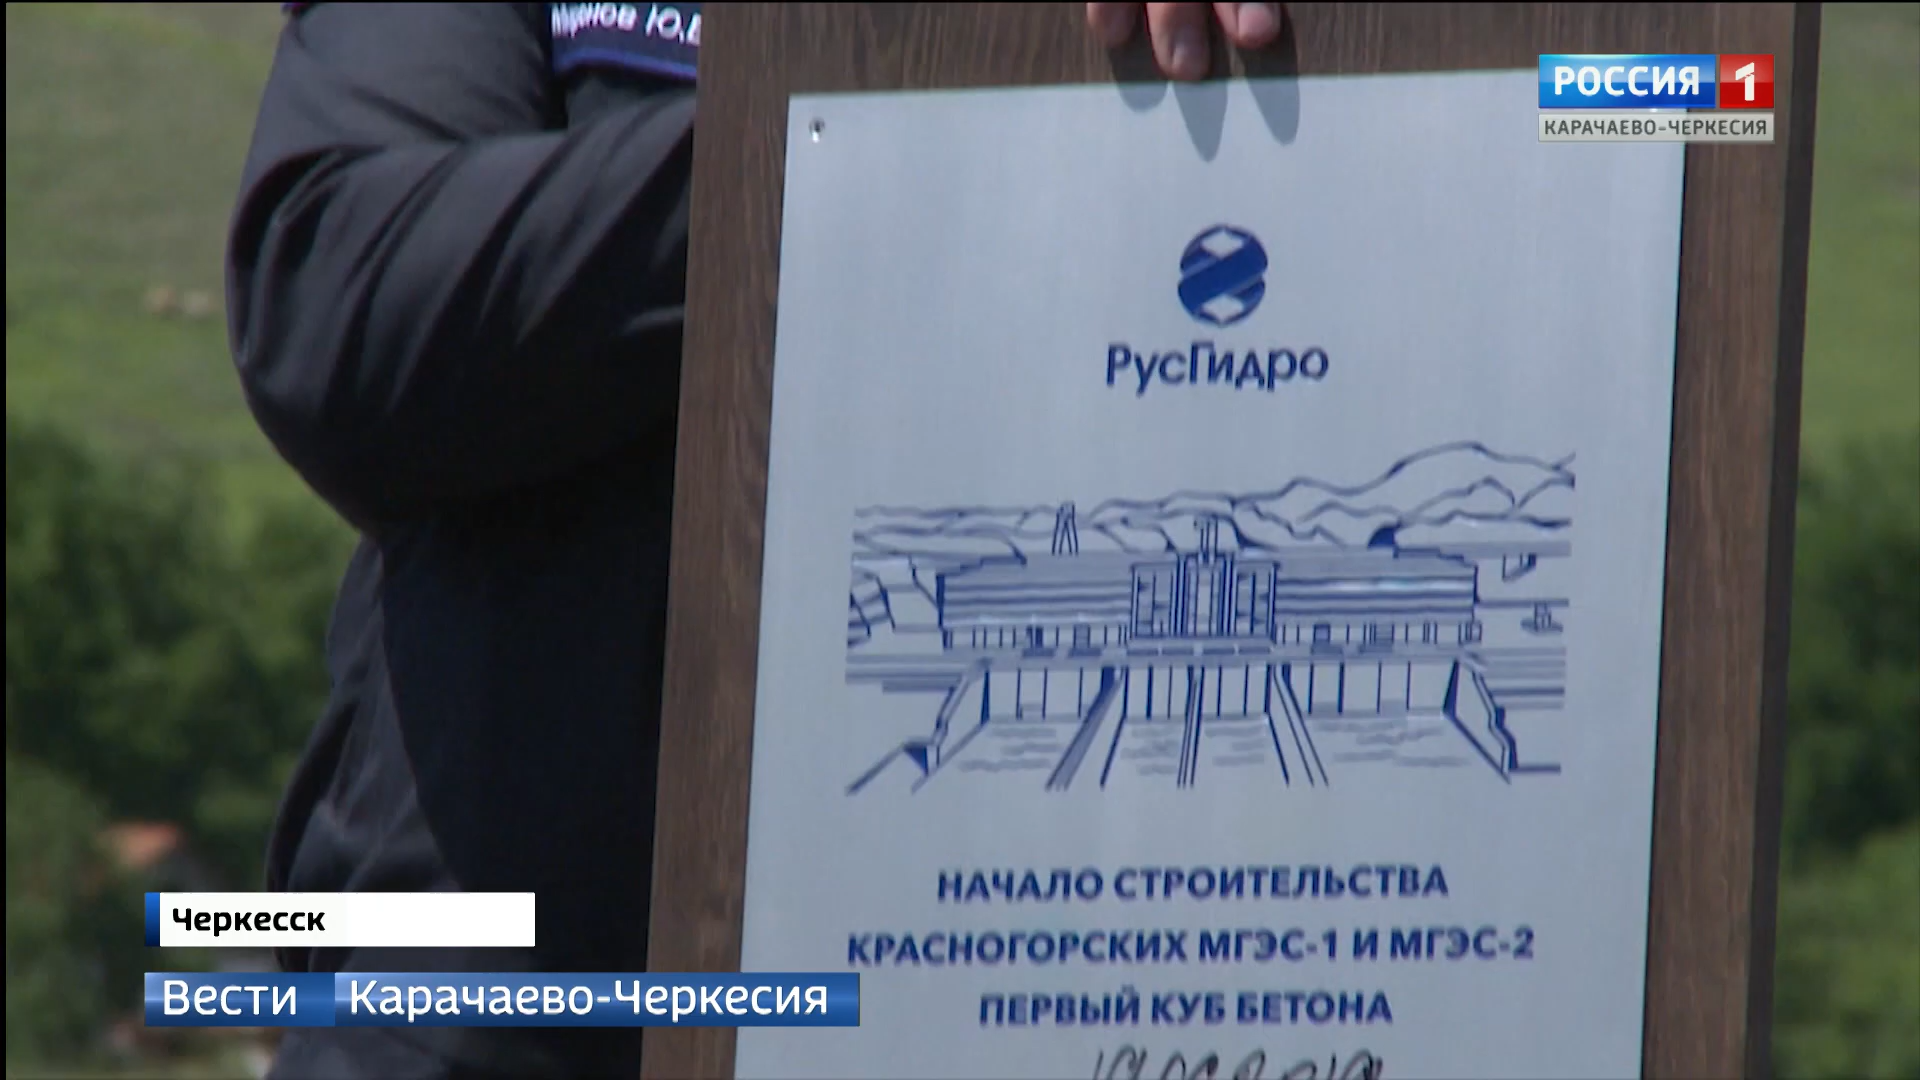 Ю.В
РОССИЯ 1
КАРАЧАЕВО-ЧЕРКЕСИЯ
РусГидро
НАЧАЛО СТРОИТЕЛЬСТВА
КРАСНОГОРСКИХ МГЭС-1 И МГЭС-2
ПЕРВЫЙ КУБ БЕТОНА
Черкесск
Вести Карачаево-Черкесия